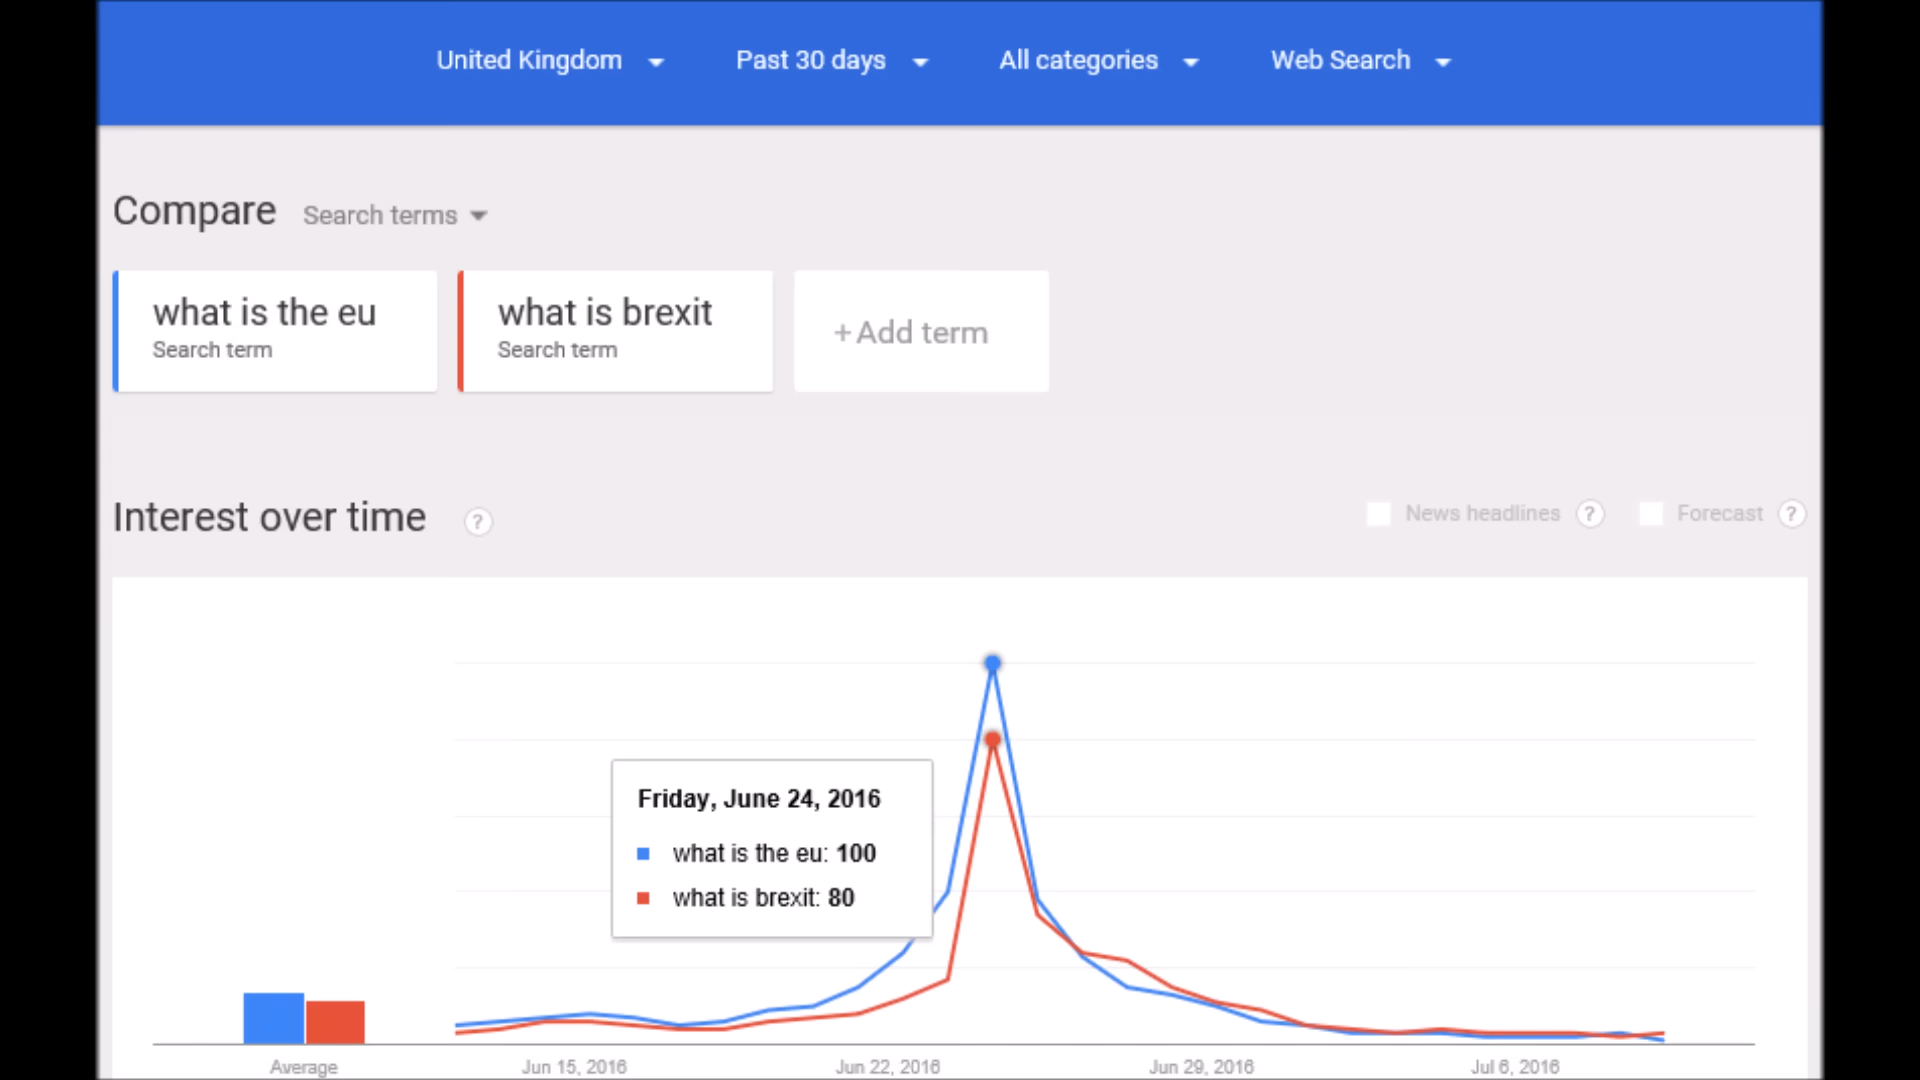 United Kingdom Past 30 days All categories Web Search
Compare Search terms
what is the eu
Search term
what is brexit
Search term
+Add term
Interest over time ?
News headlines ? Forecast ?
Friday, June 24, 2016
what is the eu: 100
what is brexit: 80
Average Jun 15, 2016 Jun 22, 2016 Jun 29, 2016 Jul 6, 2016